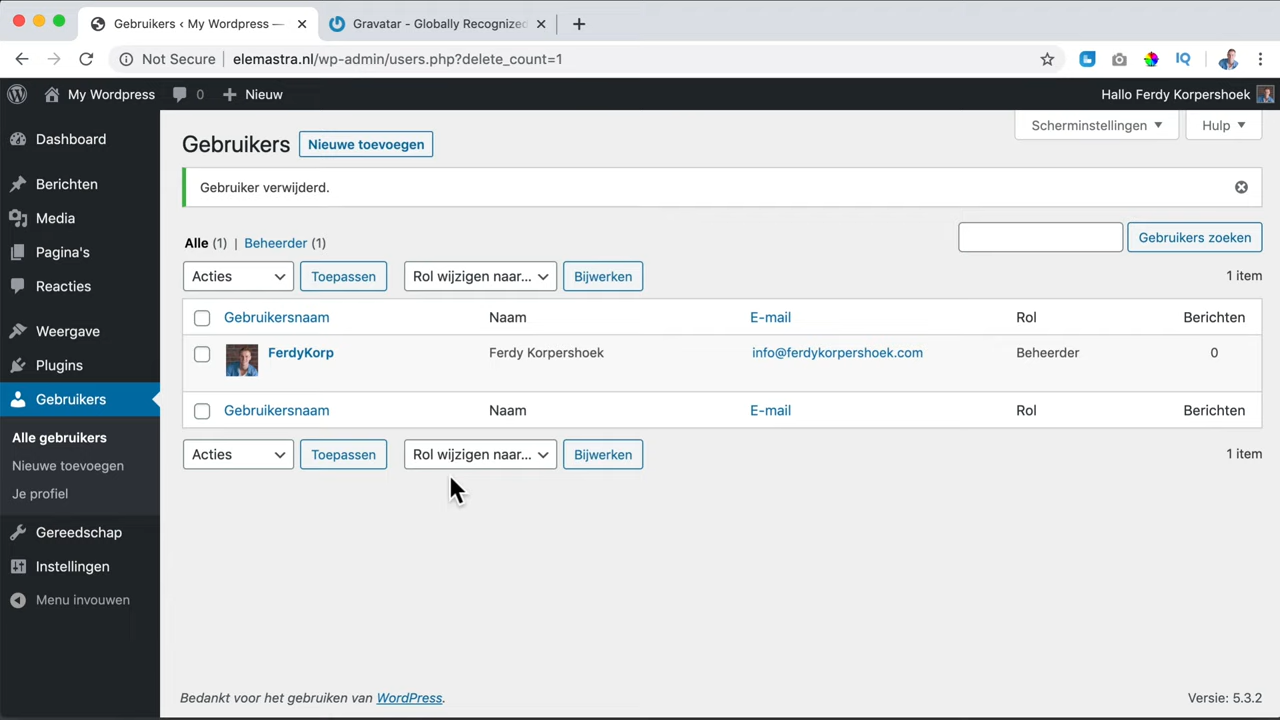 Gebruikers ‹ My Wordpress —
Gravatar - Globally Recognized
Not Secure
elemastra.nl/wp-admin/users.php?delete_count=1
IQ
My Wordpress
0
Nieuw
Hallo Ferdy Korpershoek
Dashboard
Berichten
Media
Pagina's
Reacties
Weergave
Plugins
Gebruikers
Alle gebruikers
Nieuwe toevoegen
Je profiel
Gereedschap
Instellingen
Menu invouwen
Gebruikers
Nieuwe toevoegen
Scherminstellingen
Hulp
Gebruiker verwijderd.
Alle (1) | Beheerder (1)
Gebruikers zoeken
Acties
Toepassen
Rol wijzigen naar...
Bijwerken
1 item
Gebruikersnaam Naam E-mail Rol Berichten
FerdyKorp Ferdy Korpershoek info@ferdykorpershoek.com Beheerder 0
Gebruikersnaam Naam E-mail Rol Berichten
Acties
Toepassen
Rol wijzigen naar...
Bijwerken
1 item
Bedankt voor het gebruiken van WordPress.
Versie: 5.3.2